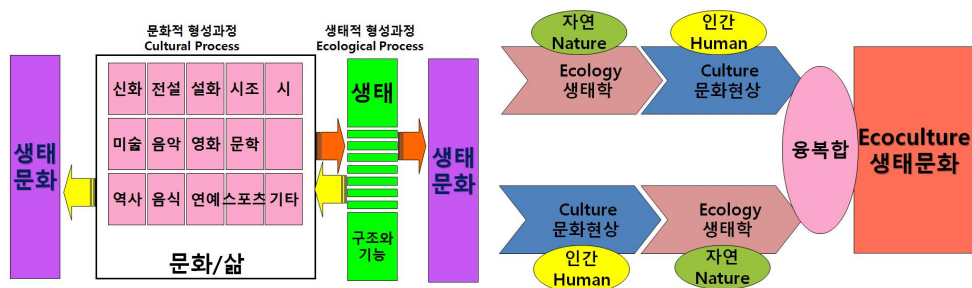 문화적 형성과정
Cultural Process
생태적 형성과정
Ecological Process
생태
문화
신화 전설 설화 시조 시
미술 음악 영화 문학
역사 음식 연예 스포츠 기타
문화/삶
생태
구조와
기능
생태
문화
자연
Nature
인간
Human
Ecology
생태학
Culture
문화현상
융복합
Ecoculture
생태문화
Culture
문화현상
Ecology
생태학
인간
Human
자연
Nature